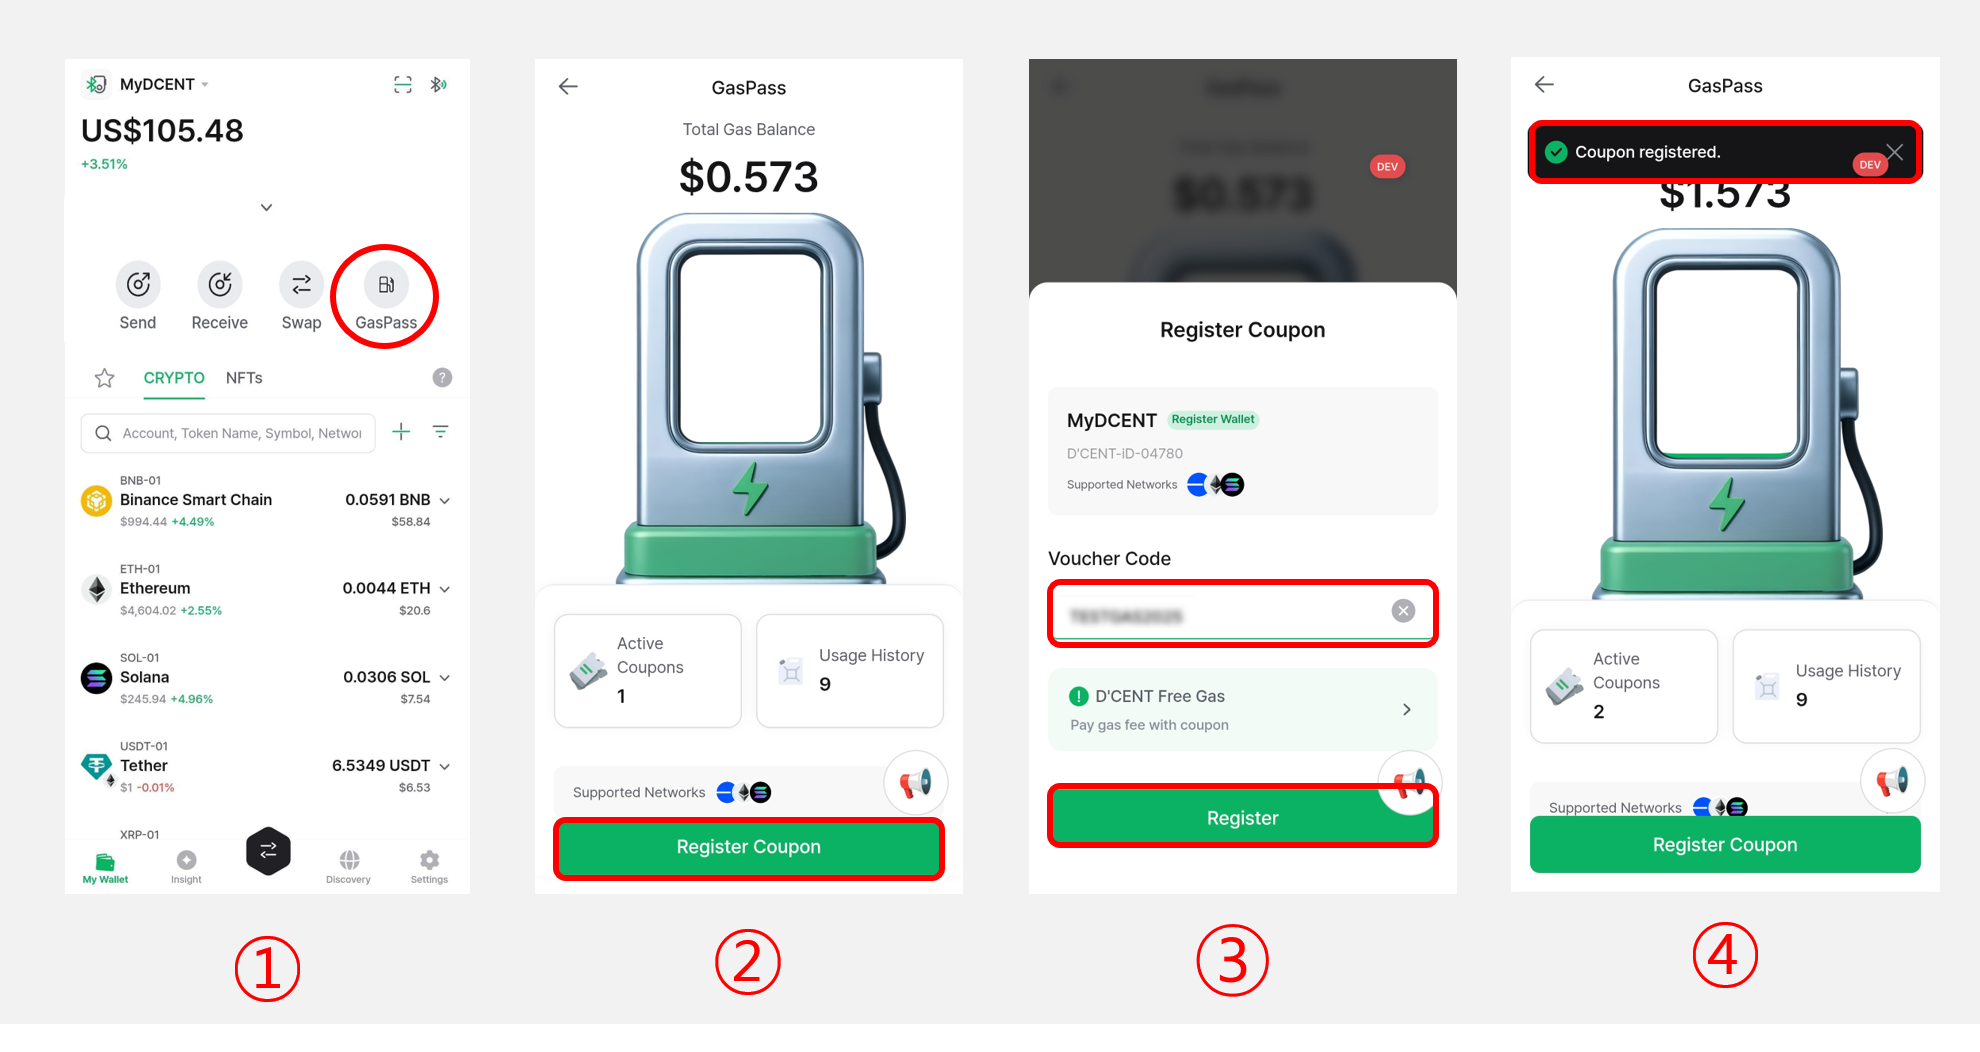 MyDCENT
US$105.48
+3.51%
Send
Receive
Swap
GasPass
CRYPTO
NFTs
?
Account, Token Name, Symbol, Networ
BNB-01
Binance Smart Chain
0.0591 BNB
$994.44 +4.49%
$58.84
ETH-01
Ethereum
0.0044 ETH
$4,604.02 +2.55%
$20.6
SOL-01
Solana
0.0306 SOL
$245.94 +4.96%
$7.54
USDT-01
Tether
6.5349 USDT
$1 -0.01%
$6.53
XRP-01
My Wallet
Insight
Discovery
Settings
①
GasPass
Total Gas Balance
$0.573
Active
Coupons
1
Usage History
9
Supported Networks
Register Coupon
②
DEV
$0.573
Register Coupon
MyDCENT Register Wallet
D'CENT-ID-04780
Supported Networks
Voucher Code
TESTGAS2025
D'CENT Free Gas
Pay gas fee with coupon
Register
③
GasPass
Coupon registered.
DEV
$1.573
Active
Coupons
2
Usage History
9
Supported Networks
Register Coupon
④